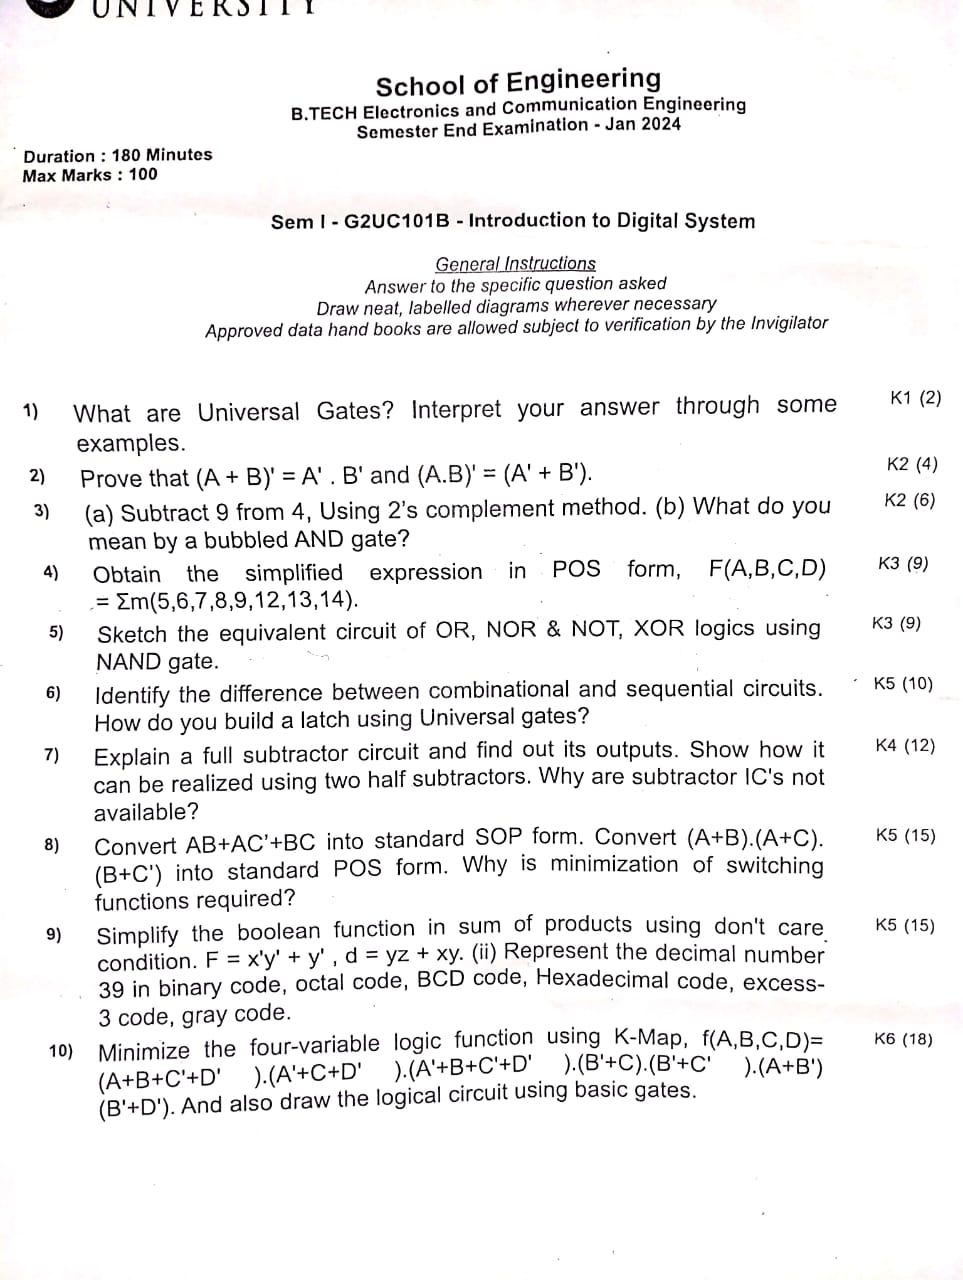 UNIVERSITY
School of Engineering
B.TECH Electronics and Communication Engineering
Semester End Examination - Jan 2024
Duration : 180 Minutes
Max Marks : 100
Sem I - G2UC101B - Introduction to Digital System
General Instructions
Answer to the specific question asked
Draw neat, labelled diagrams wherever necessary
Approved data hand books are allowed subject to verification by the Invigilator
1) What are Universal Gates? Interpret your answer through some K1 (2)
examples.
2) Prove that (A + B)' = A' . B' and (A.B)' = (A' + B'). K2 (4)
3) (a) Subtract 9 from 4, Using 2's complement method. (b) What do you K2 (6)
mean by a bubbled AND gate?
4) Obtain the simplified expression in POS form, F(A,B,C,D) K3 (9)
= Σm(5,6,7,8,9,12,13,14).
5) Sketch the equivalent circuit of OR, NOR & NOT, XOR logics using K3 (9)
NAND gate.
6) Identify the difference between combinational and sequential circuits. K5 (10)
How do you build a latch using Universal gates?
7) Explain a full subtractor circuit and find out its outputs. Show how it K4 (12)
can be realized using two half subtractors. Why are subtractor IC's not
available?
8) Convert AB+AC'+BC into standard SOP form. Convert (A+B).(A+C). K5 (15)
(B+C') into standard POS form. Why is minimization of switching
functions required?
9) Simplify the boolean function in sum of products using don't care K5 (15)
condition. F = x'y' + y' , d = yz + xy. (ii) Represent the decimal number
39 in binary code, octal code, BCD code, Hexadecimal code, excess-
3 code, gray code.
10) Minimize the four-variable logic function using K-Map, f(A,B,C,D)= K6 (18)
(A+B+C'+D' ).(A'+C+D' ).(A'+B+C'+D' ).(B'+C).(B'+C' ).(A+B')
(B'+D'). And also draw the logical circuit using basic gates.